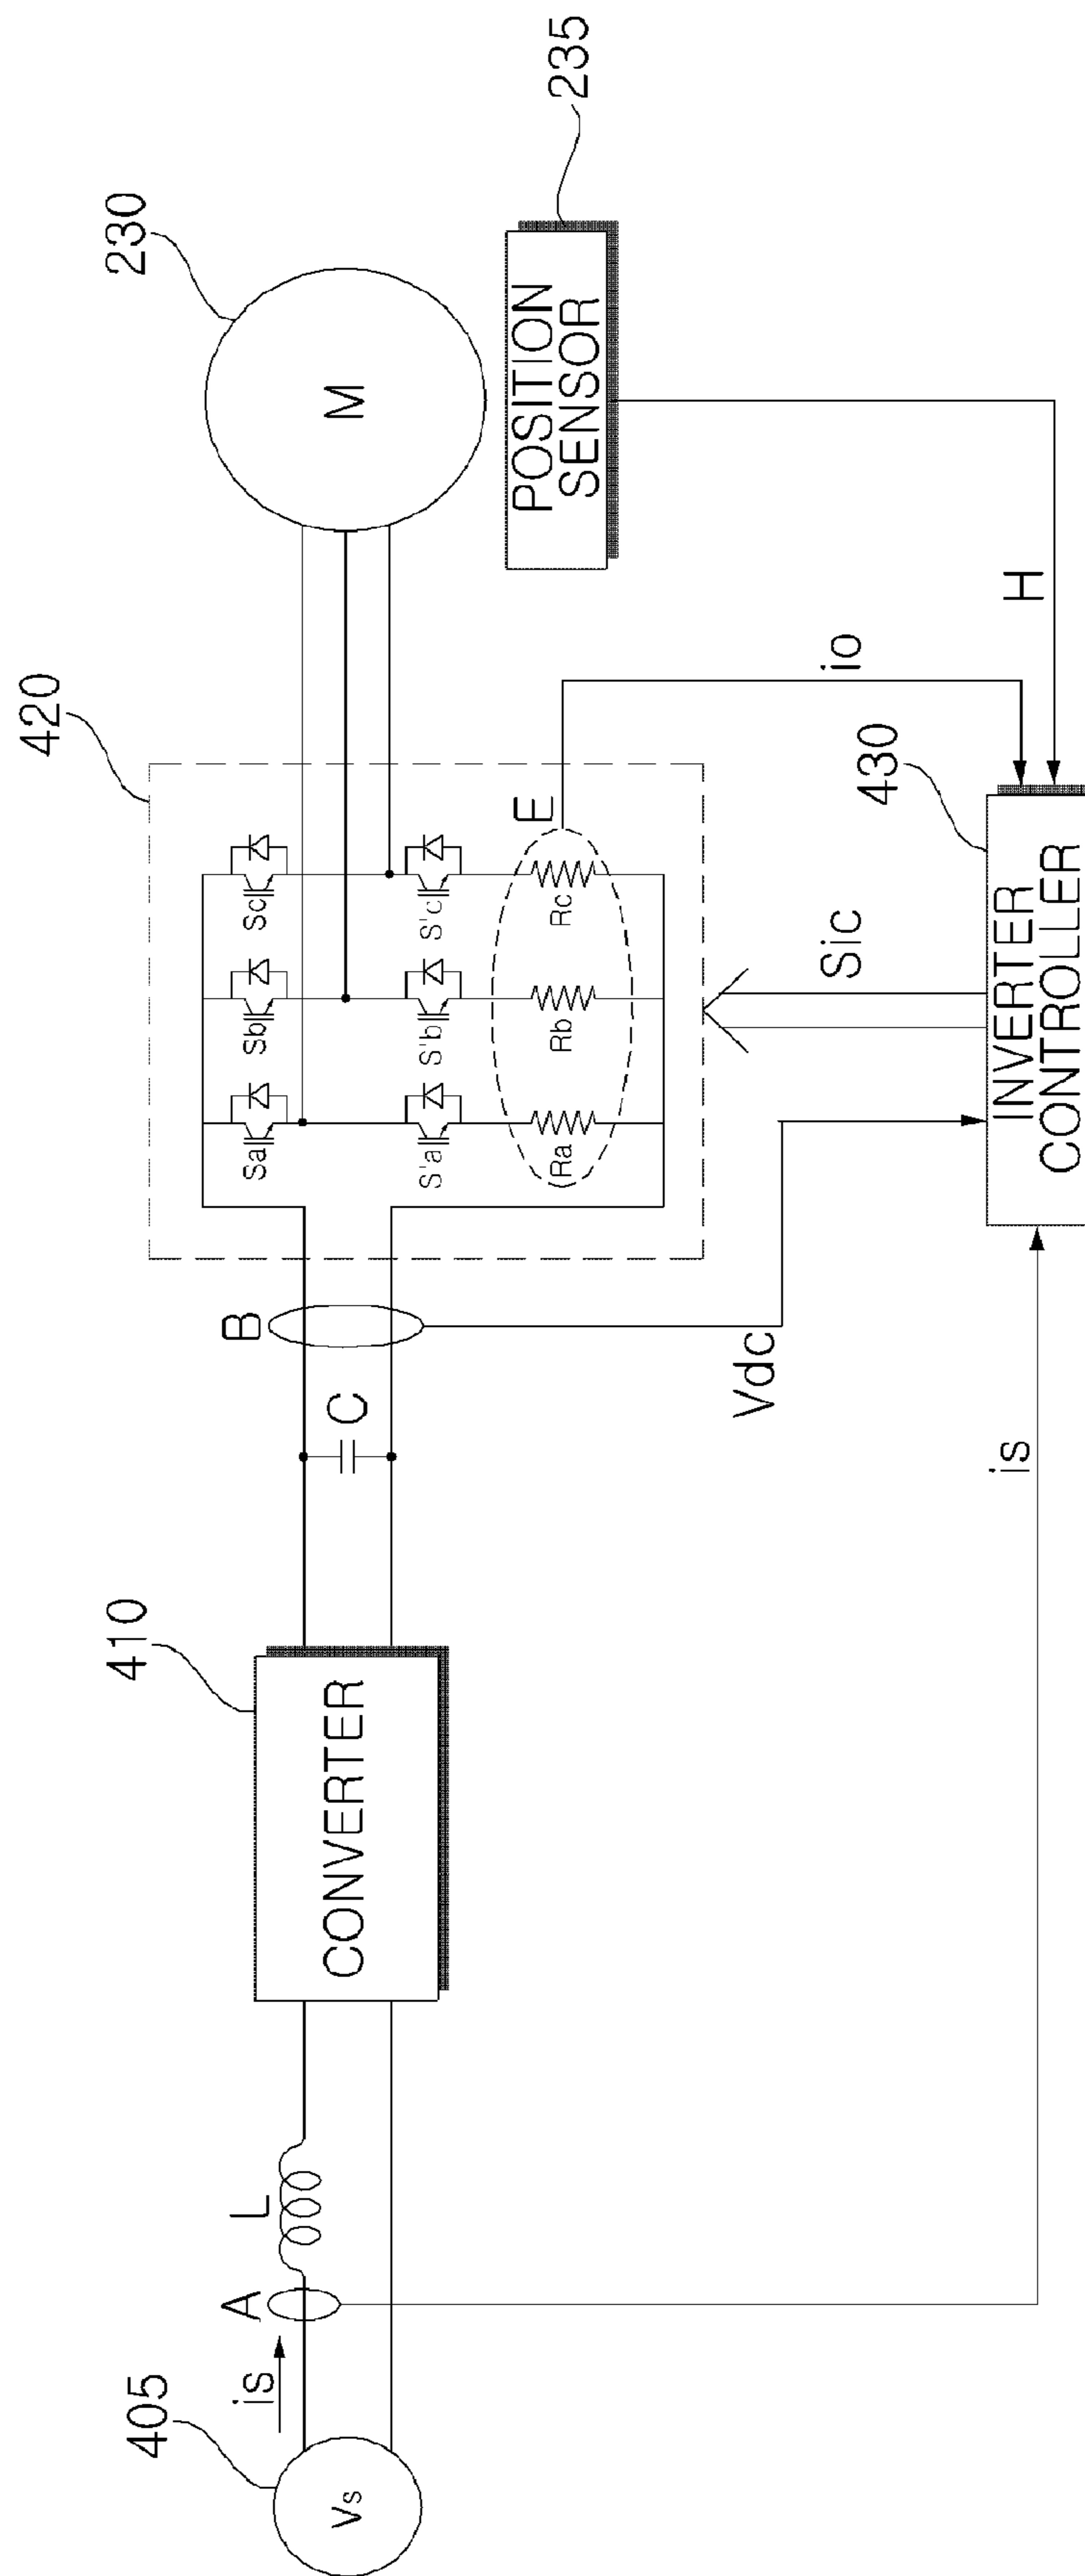 405
Vs
is
A
L
410
CONVERTER
C
B
Vdc
is
420
Sa
Sb
Sc
S'a
S'b
S'c
Ra
Rb
Rc
E
io
Sic
430
INVERTER
CONTROLLER
H
230
M
235
POSITION
SENSOR